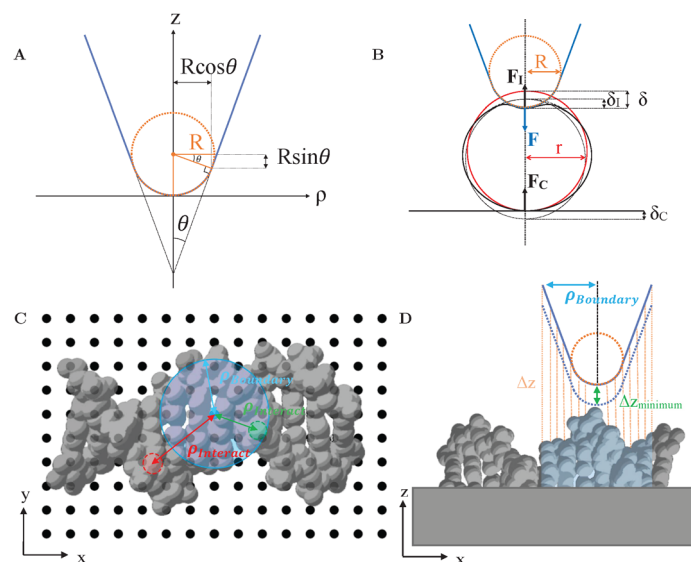 A
z
Rcosθ
R
θ
Rsinθ
ρ
θ
B
R
F_I
δ_I
δ
F
r
F_C
δ_C
C
ρ_Boundary
ρ_Interact
ρ_Interact
y
x
D
ρ_Boundary
Δz
Δz_minimum
z
x